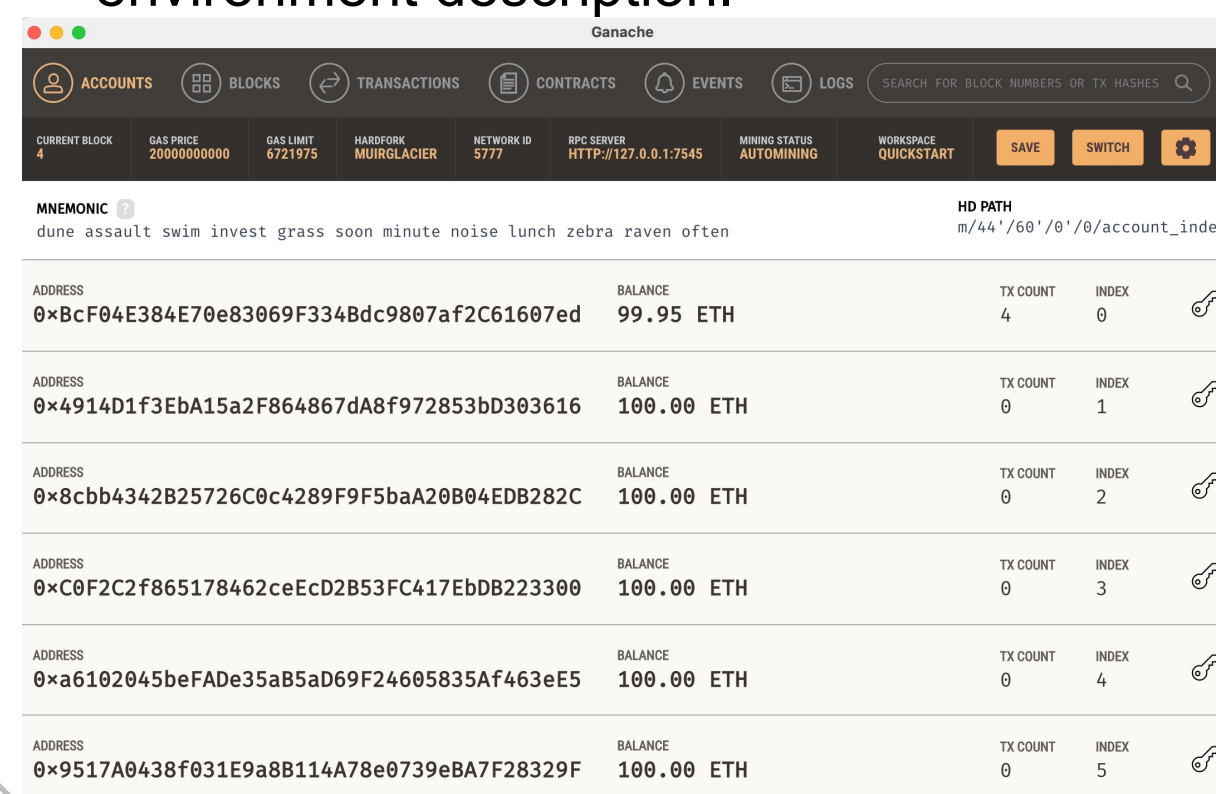 environment description.
Ganache
ACCOUNTS BLOCKS TRANSACTIONS CONTRACTS EVENTS LOGS SEARCH FOR BLOCK NUMBERS OR TX HASHES
CURRENT BLOCK GAS PRICE GAS LIMIT HARDFORK NETWORK ID RPC SERVER MINING STATUS WORKSPACE
4 20000000000 6721975 MUIRGLACIER 5777 HTTP://127.0.0.1:7545 AUTOMINING QUICKSTART SAVE SWITCH
MNEMONIC ? HD PATH
dune assault swim invest grass soon minute noise lunch zebra raven often m/44'/60'/0'/0/account_inde
ADDRESS BALANCE TX COUNT INDEX
0×BcF04E384E70e83069F334Bdc9807af2C61607ed 99.95 ETH 4 0
ADDRESS BALANCE TX COUNT INDEX
0×4914D1f3EbA15a2F864867dA8f972853bD303616 100.00 ETH 0 1
ADDRESS BALANCE TX COUNT INDEX
0×8cbb4342B25726C0c4289F9F5baA20B04EDB282C 100.00 ETH 0 2
ADDRESS BALANCE TX COUNT INDEX
0×C0F2C2f865178462ceEcD2B53FC417EbDB223300 100.00 ETH 0 3
ADDRESS BALANCE TX COUNT INDEX
0×a6102045beFADe35aB5aD69F24605835Af463eE5 100.00 ETH 0 4
ADDRESS BALANCE TX COUNT INDEX
0×9517A0438f031E9a8B114A78e0739eBA7F28329F 100.00 ETH 0 5